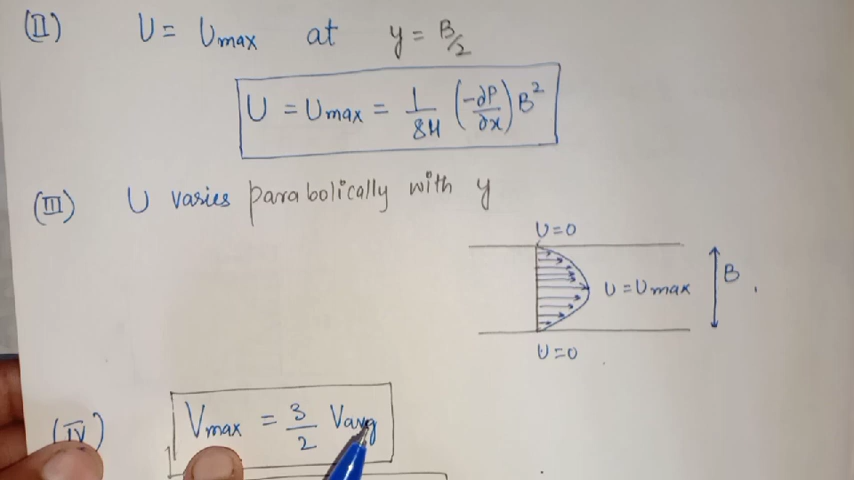 (II) U = Umax at y = B/2
U = Umax = 1/8μ (-∂P/∂x) B²
(III) U varies parabolically with y
U=0
U = Umax
B
U=0
(IV) Vmax = 3/2 Vavg